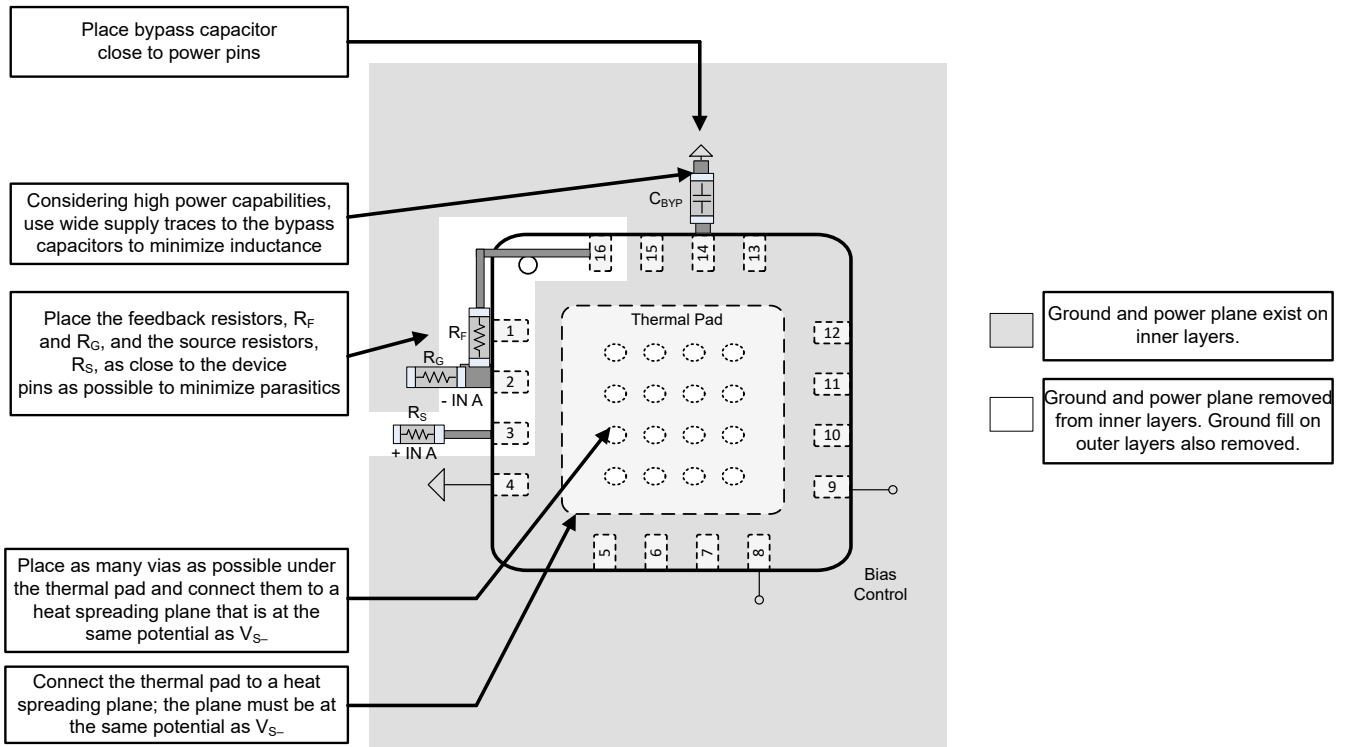 Place bypass capacitor
close to power pins
Considering high power capabilities,
use wide supply traces to the bypass
capacitors to minimize inductance
Place the feedback resistors, RF
and RG, and the source resistors,
RS, as close to the device
pins as possible to minimize parasitics
Place as many vias as possible under
the thermal pad and connect them to a
heat spreading plane that is at the
same potential as VS–
Connect the thermal pad to a heat
spreading plane; the plane must be at
the same potential as VS–
CBYP
16
15
14
13
RF
1
RG
2
- IN A
RS
3
+ IN A
4
Thermal Pad
12
11
10
9
5
6
7
8
Bias
Control
Ground and power plane exist on
inner layers.
Ground and power plane removed
from inner layers. Ground fill on
outer layers also removed.